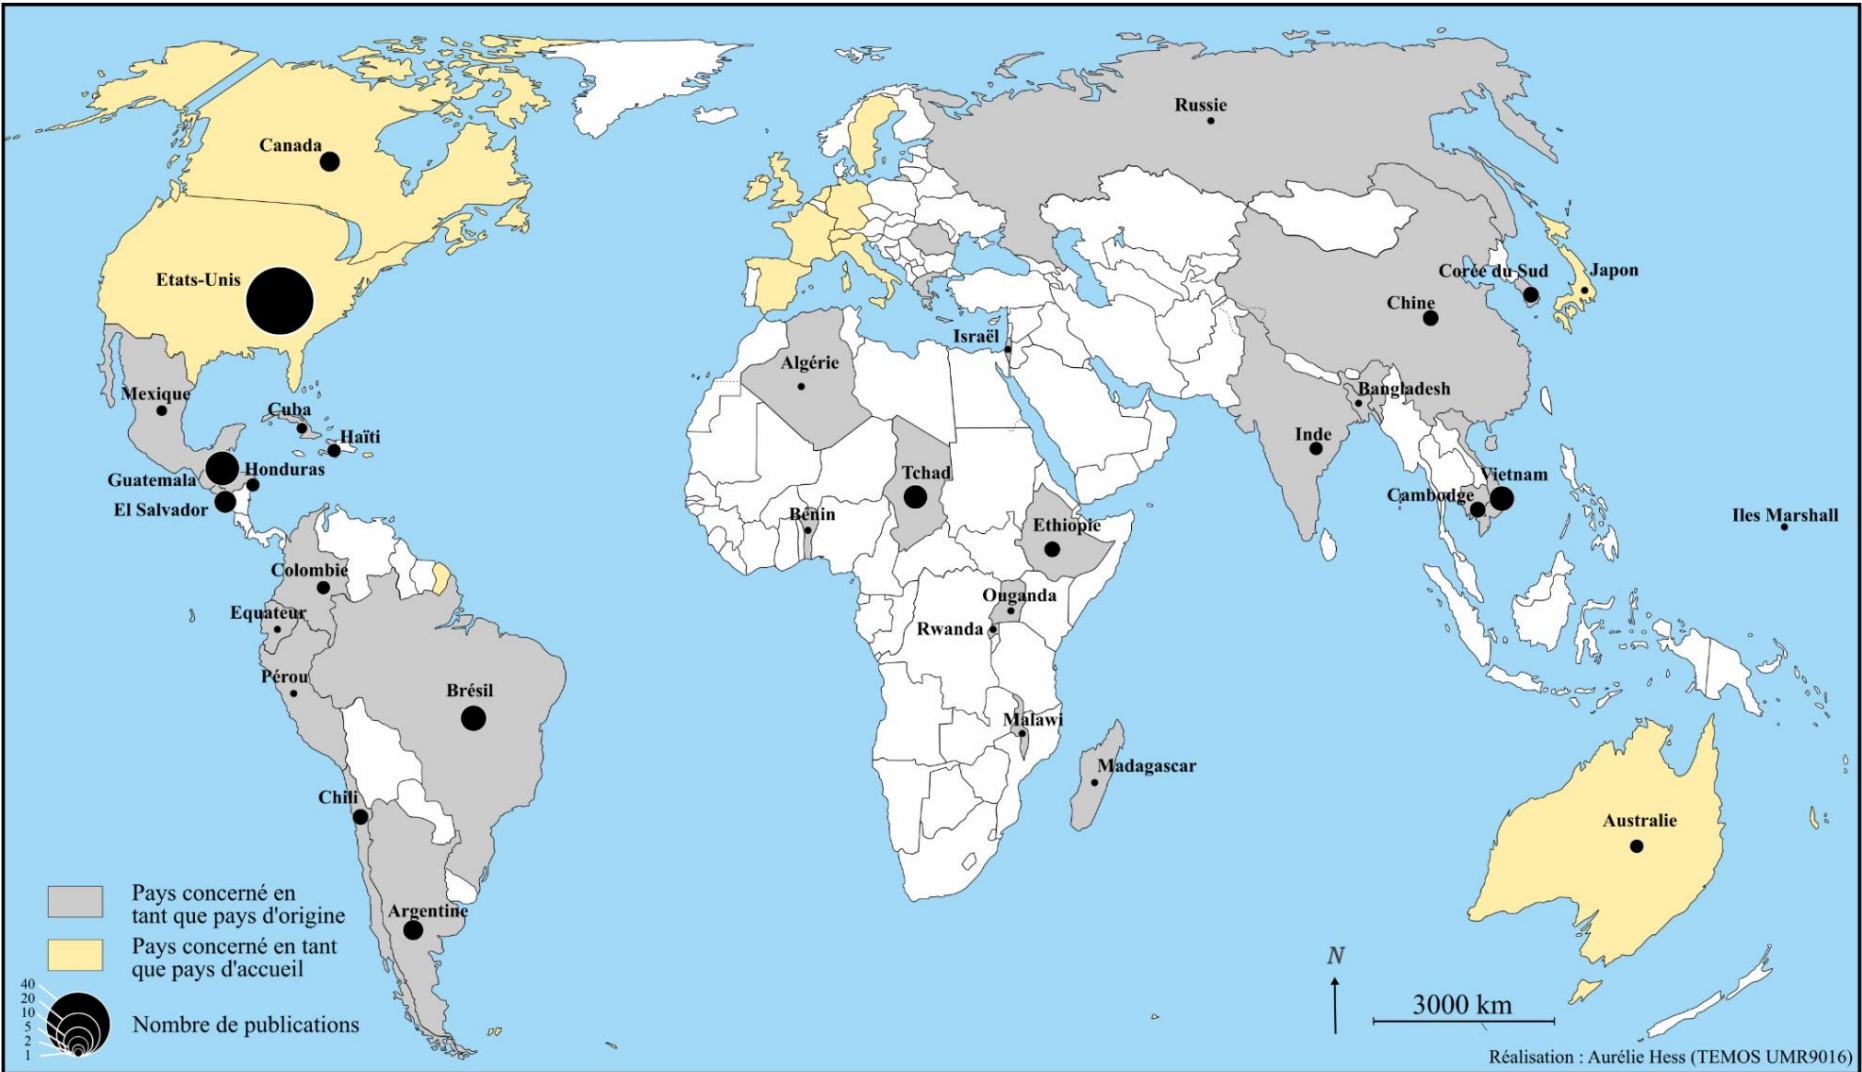 Russie
Canada
Etats-Unis
Corée du Sud
Japon
Chine
Israël
Algérie
Mexique
Bangladesh
Cuba
Haïti
Inde
Guatemala
Honduras
Tchad
Vietnam
El Salvador
Cambodge
Bénin
Ethiopie
Iles Marshall
Colombie
Ouganda
Equateur
Rwanda
Pérou
Brésil
Malawi
Madagascar
Chili
Australie
Argentine
Pays concerné en
tant que pays d'origine
Pays concerné en tant
que pays d'accueil
40
20
10
5
2
1
Nombre de publications
N
3000 km
Réalisation : Aurélie Hess (TEMOS UMR9016)